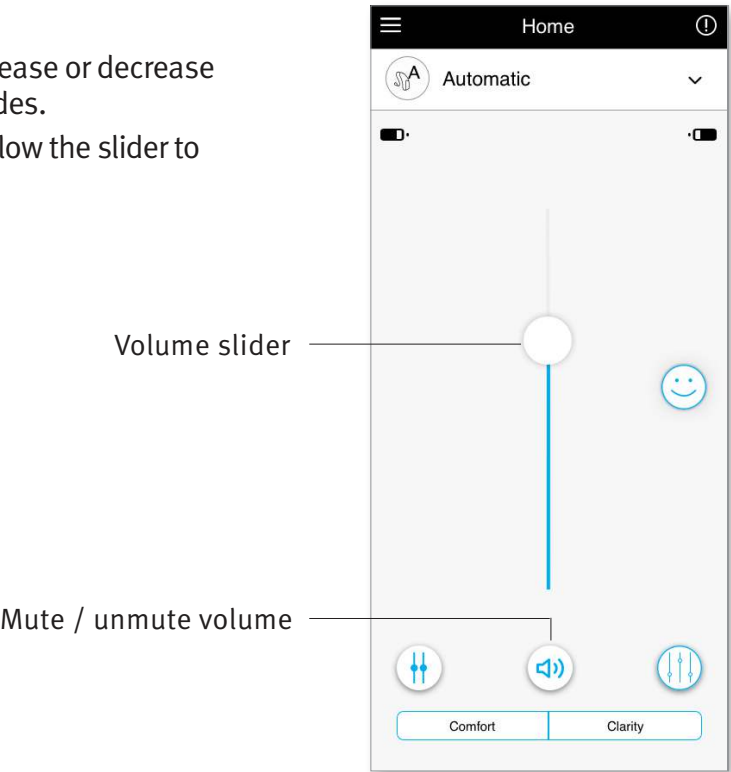 ease or decrease
des.
low the slider to
Home
A
Automatic
Volume slider
Mute / unmute volume
Comfort Clarity